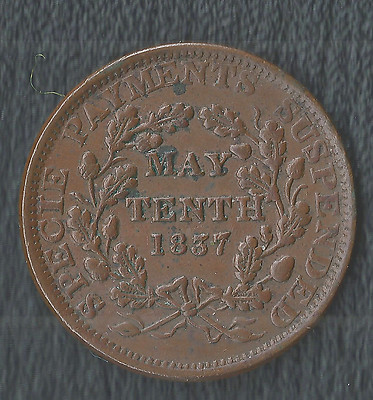 SPECIE PAYMENTS SUSPENDED
MAY
TENTH
1837